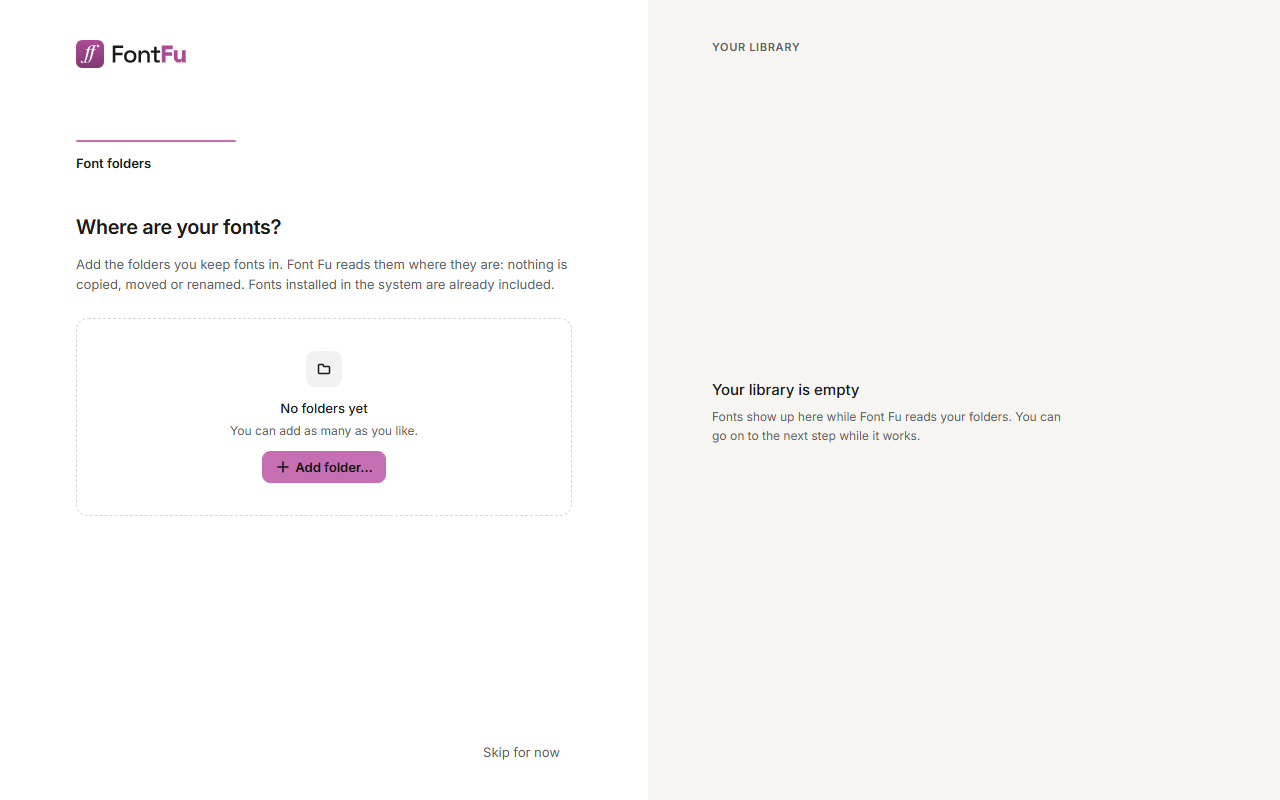 ff FontFu
Font folders
Where are your fonts?
Add the folders you keep fonts in. Font Fu reads them where they are: nothing is
copied, moved or renamed. Fonts installed in the system are already included.
No folders yet
You can add as many as you like.
Add folder...
Skip for now
YOUR LIBRARY
Your library is empty
Fonts show up here while Font Fu reads your folders. You can
go on to the next step while it works.